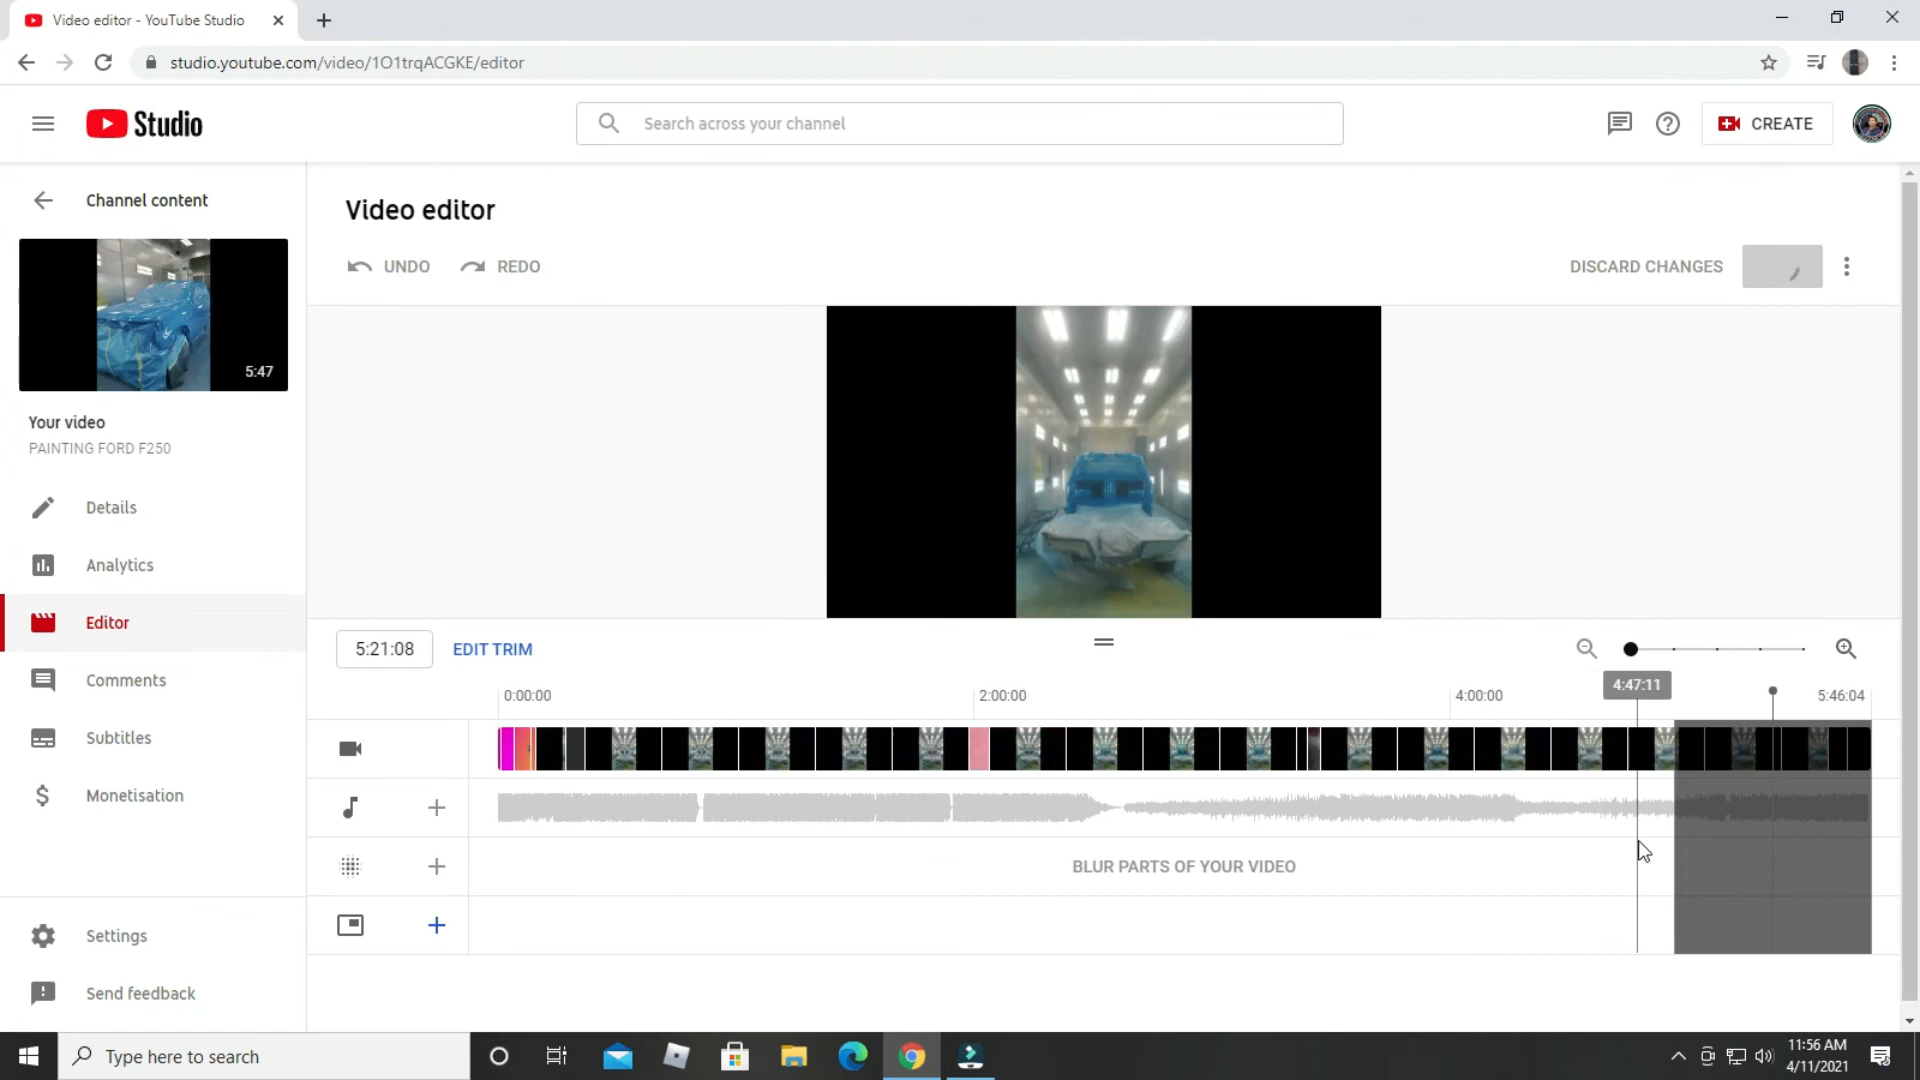 Video editor - YouTube Studio
studio.youtube.com/video/1O1trqACGKE/editor
Studio
Search across your channel
CREATE
Channel content
5:47
Your video
PAINTING FORD F250
Details
Analytics
Editor
Comments
Subtitles
Monetisation
Settings
Send feedback
Video editor
UNDO
REDO
DISCARD CHANGES
5:21:08
EDIT TRIM
0:00:00
2:00:00
4:00:00
4:47:11
5:46:04
BLUR PARTS OF YOUR VIDEO
Type here to search
11:56 AM
4/11/2021